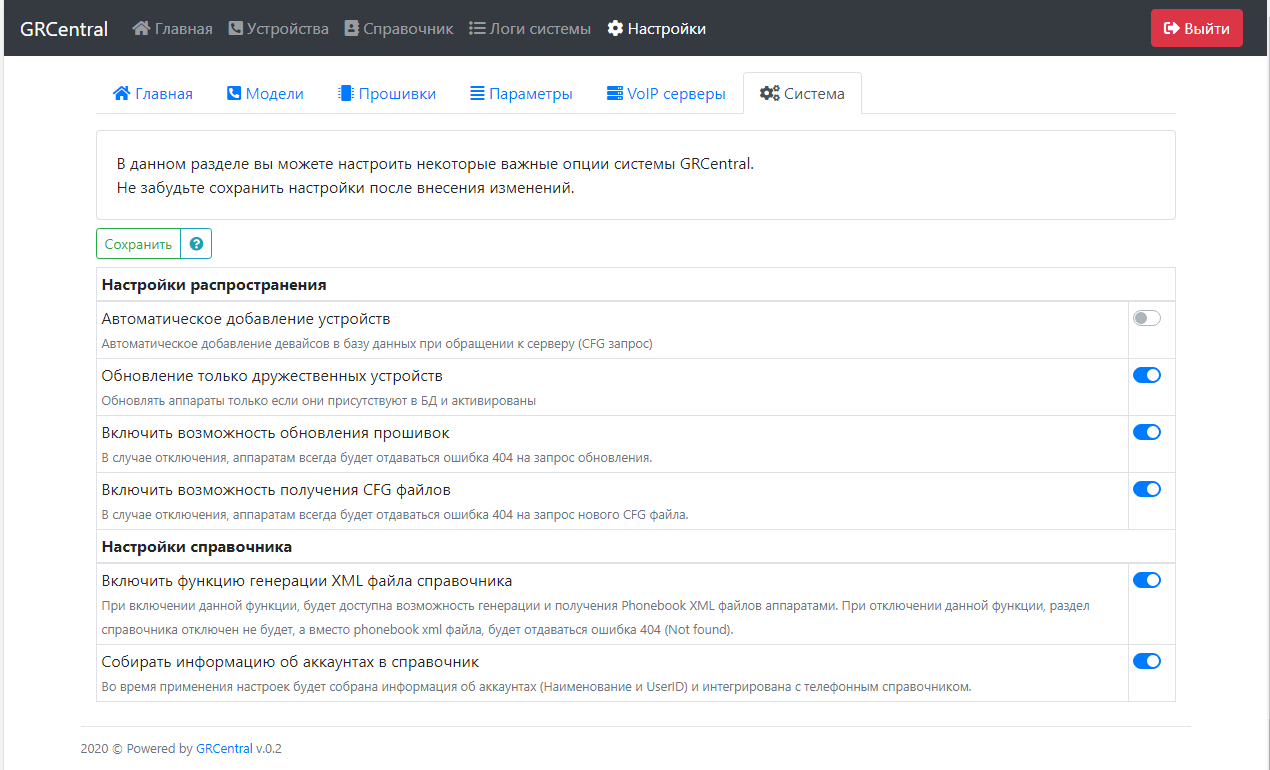 GRCentral Главная Устройства Справочник Логи системы Настройки Выйти
Главная Модели Прошивки Параметры VoIP серверы Система
В данном разделе вы можете настроить некоторые важные опции системы GRCentral.
Не забудьте сохранить настройки после внесения изменений.
Сохранить
Настройки распространения
Автоматическое добавление устройств
Автоматическое добавление девайсов в базу данных при обращении к серверу (CFG запрос)
Обновление только дружественных устройств
Обновлять аппараты только если они присутствуют в БД и активированы
Включить возможность обновления прошивок
В случае отключения, аппаратам всегда будет отдаваться ошибка 404 на запрос обновления.
Включить возможность получения CFG файлов
В случае отключения, аппаратам всегда будет отдаваться ошибка 404 на запрос нового CFG файла.
Настройки справочника
Включить функцию генерации XML файла справочника
При включении данной функции, будет доступна возможность генерации и получения Phonebook XML файлов аппаратами. При отключении данной функции, раздел
справочника отключен не будет, а вместо phonebook xml файла, будет отдаваться ошибка 404 (Not found).
Собирать информацию об аккаунтах в справочник
Во время применения настроек будет собрана информация об аккаунтах (Наименование и UserID) и интегрирована с телефонным справочником.
2020 © Powered by GRCentral v.0.2